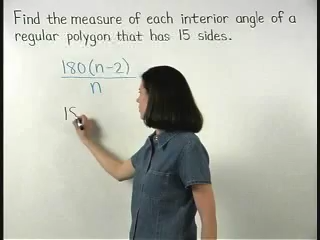 Find the measure of each interior angle of a
regular polygon that has 15 sides.
180(n-2)
n
15